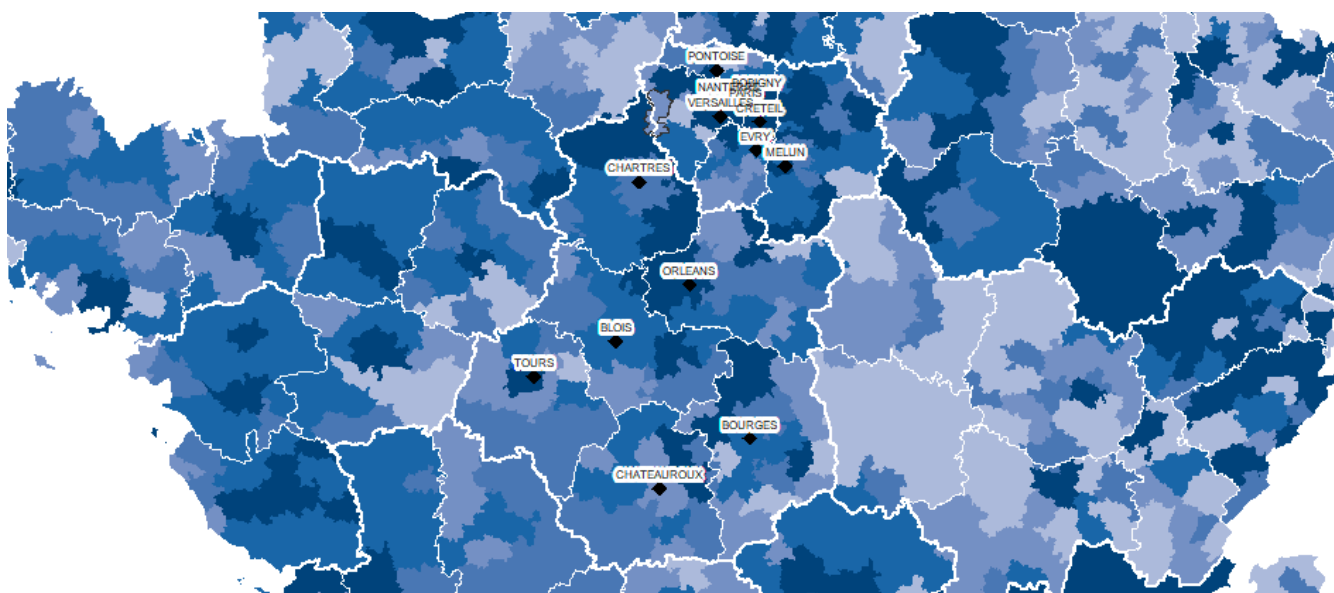 PONTOISE
BOBIGNY
NANTERRE
PARIS
VERSAILLES
CRETEIL
EVRY
MELUN
CHARTRES
ORLEANS
BLOIS
TOURS
BOURGES
CHATEAUROUX